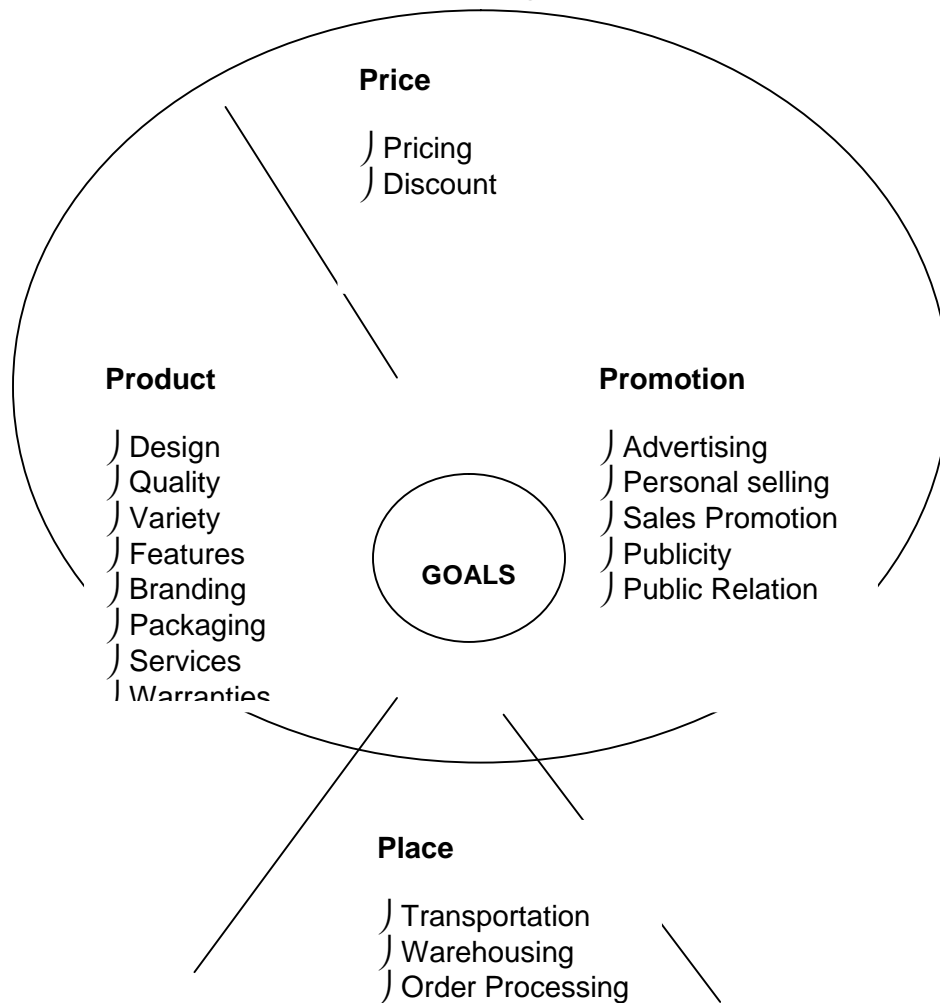 Price
Pricing
Discount
Product
Design
Quality
Variety
Features
Branding
Packaging
Services
Warranties
Promotion
Advertising
Personal selling
Sales Promotion
Publicity
Public Relation
GOALS
Place
Transportation
Warehousing
Order Processing